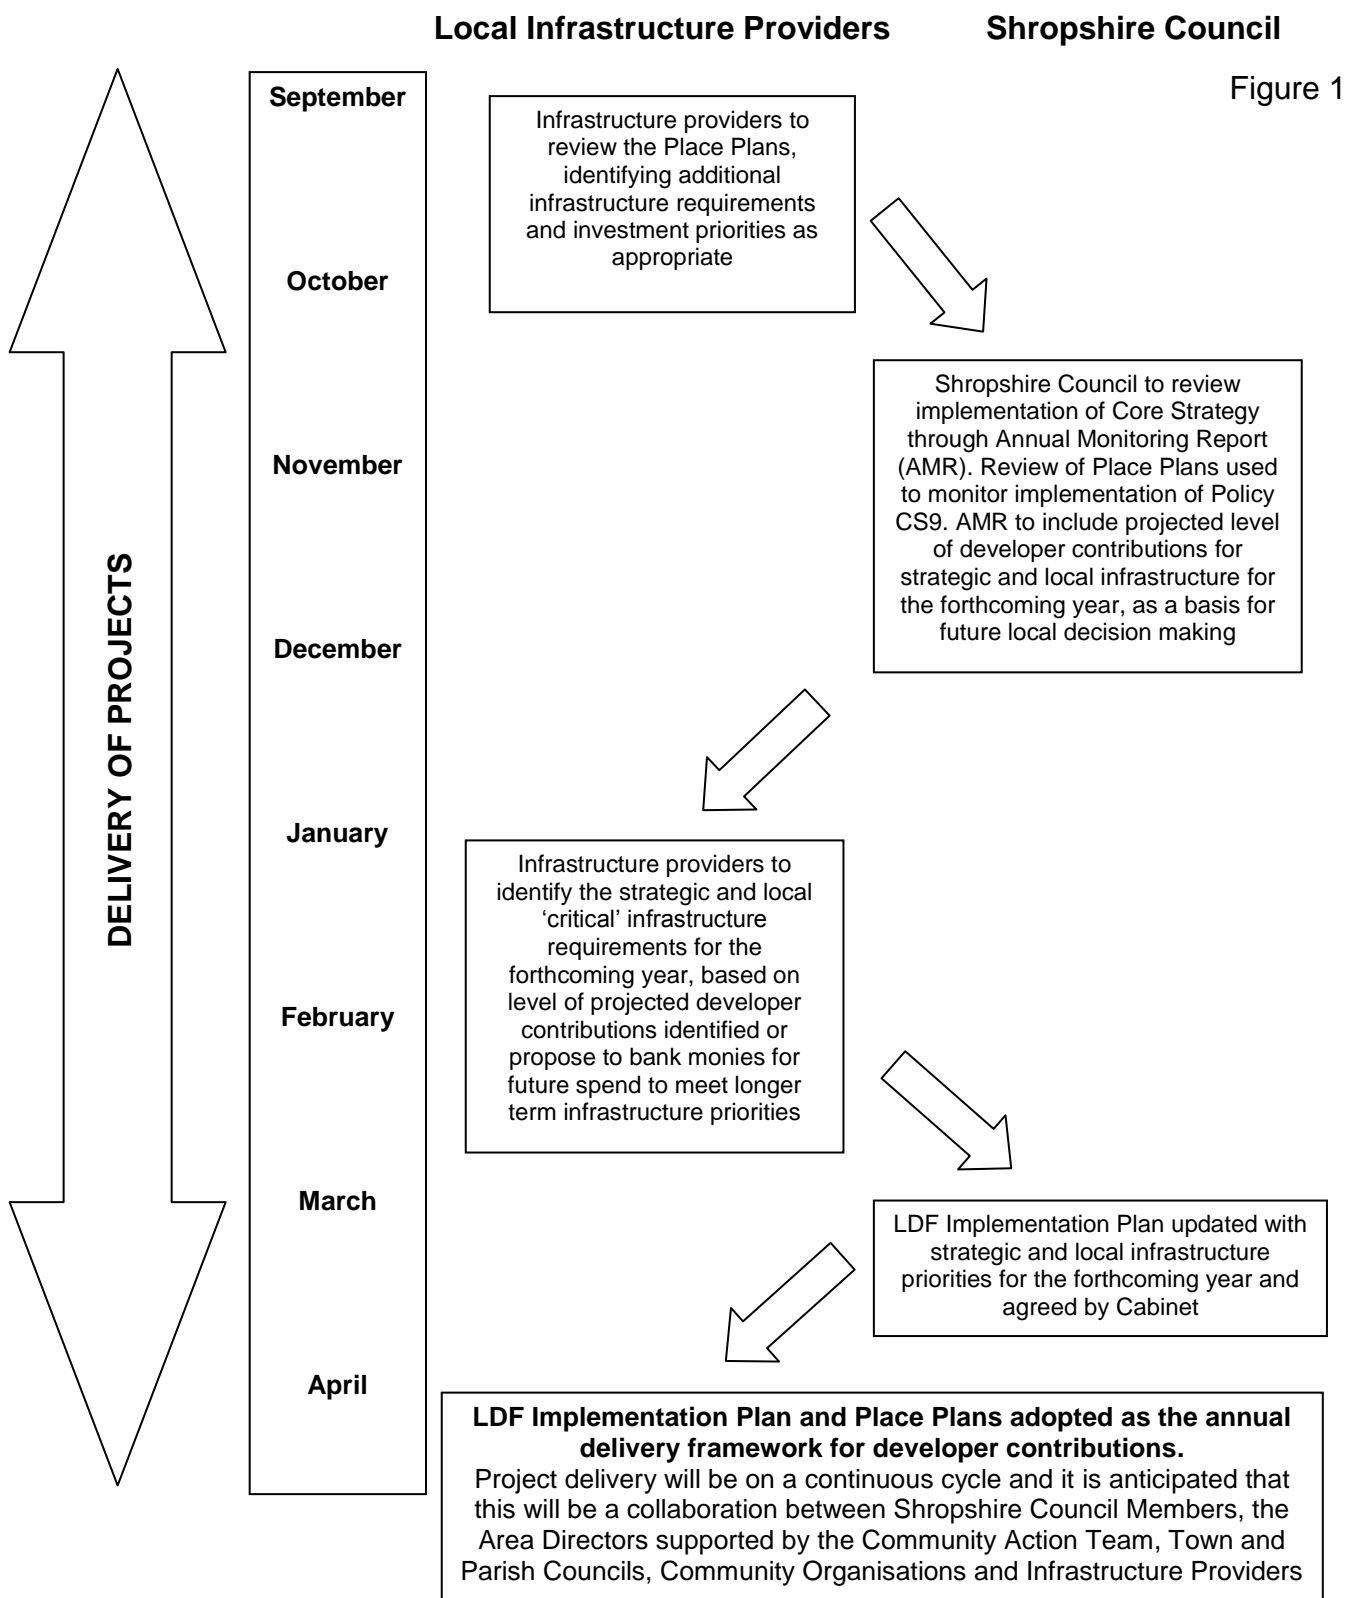 Local Infrastructure Providers
Shropshire Council
Figure 1
DELIVERY OF PROJECTS
September
October
November
December
January
February
March
April
Infrastructure providers to
review the Place Plans,
identifying additional
infrastructure requirements
and investment priorities as
appropriate
Shropshire Council to review
implementation of Core Strategy
through Annual Monitoring Report
(AMR). Review of Place Plans used
to monitor implementation of Policy
CS9. AMR to include projected level
of developer contributions for
strategic and local infrastructure for
the forthcoming year, as a basis for
future local decision making
Infrastructure providers to
identify the strategic and local
‘critical’ infrastructure
requirements for the
forthcoming year, based on
level of projected developer
contributions identified or
propose to bank monies for
future spend to meet longer
term infrastructure priorities
LDF Implementation Plan updated with
strategic and local infrastructure
priorities for the forthcoming year and
agreed by Cabinet
LDF Implementation Plan and Place Plans adopted as the annual
delivery framework for developer contributions.
Project delivery will be on a continuous cycle and it is anticipated that
this will be a collaboration between Shropshire Council Members, the
Area Directors supported by the Community Action Team, Town and
Parish Councils, Community Organisations and Infrastructure Providers